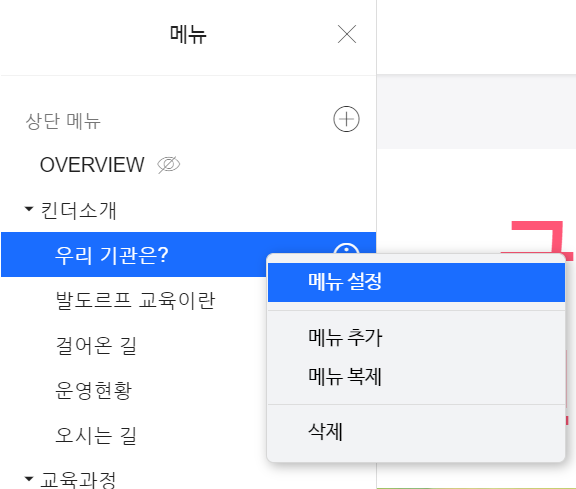 메뉴
상단 메뉴
OVERVIEW
킨더소개
우리 기관은?
발도르프 교육이란
걸어온 길
운영현황
오시는 길
교육과정
메뉴 설정
메뉴 추가
메뉴 복제
삭제